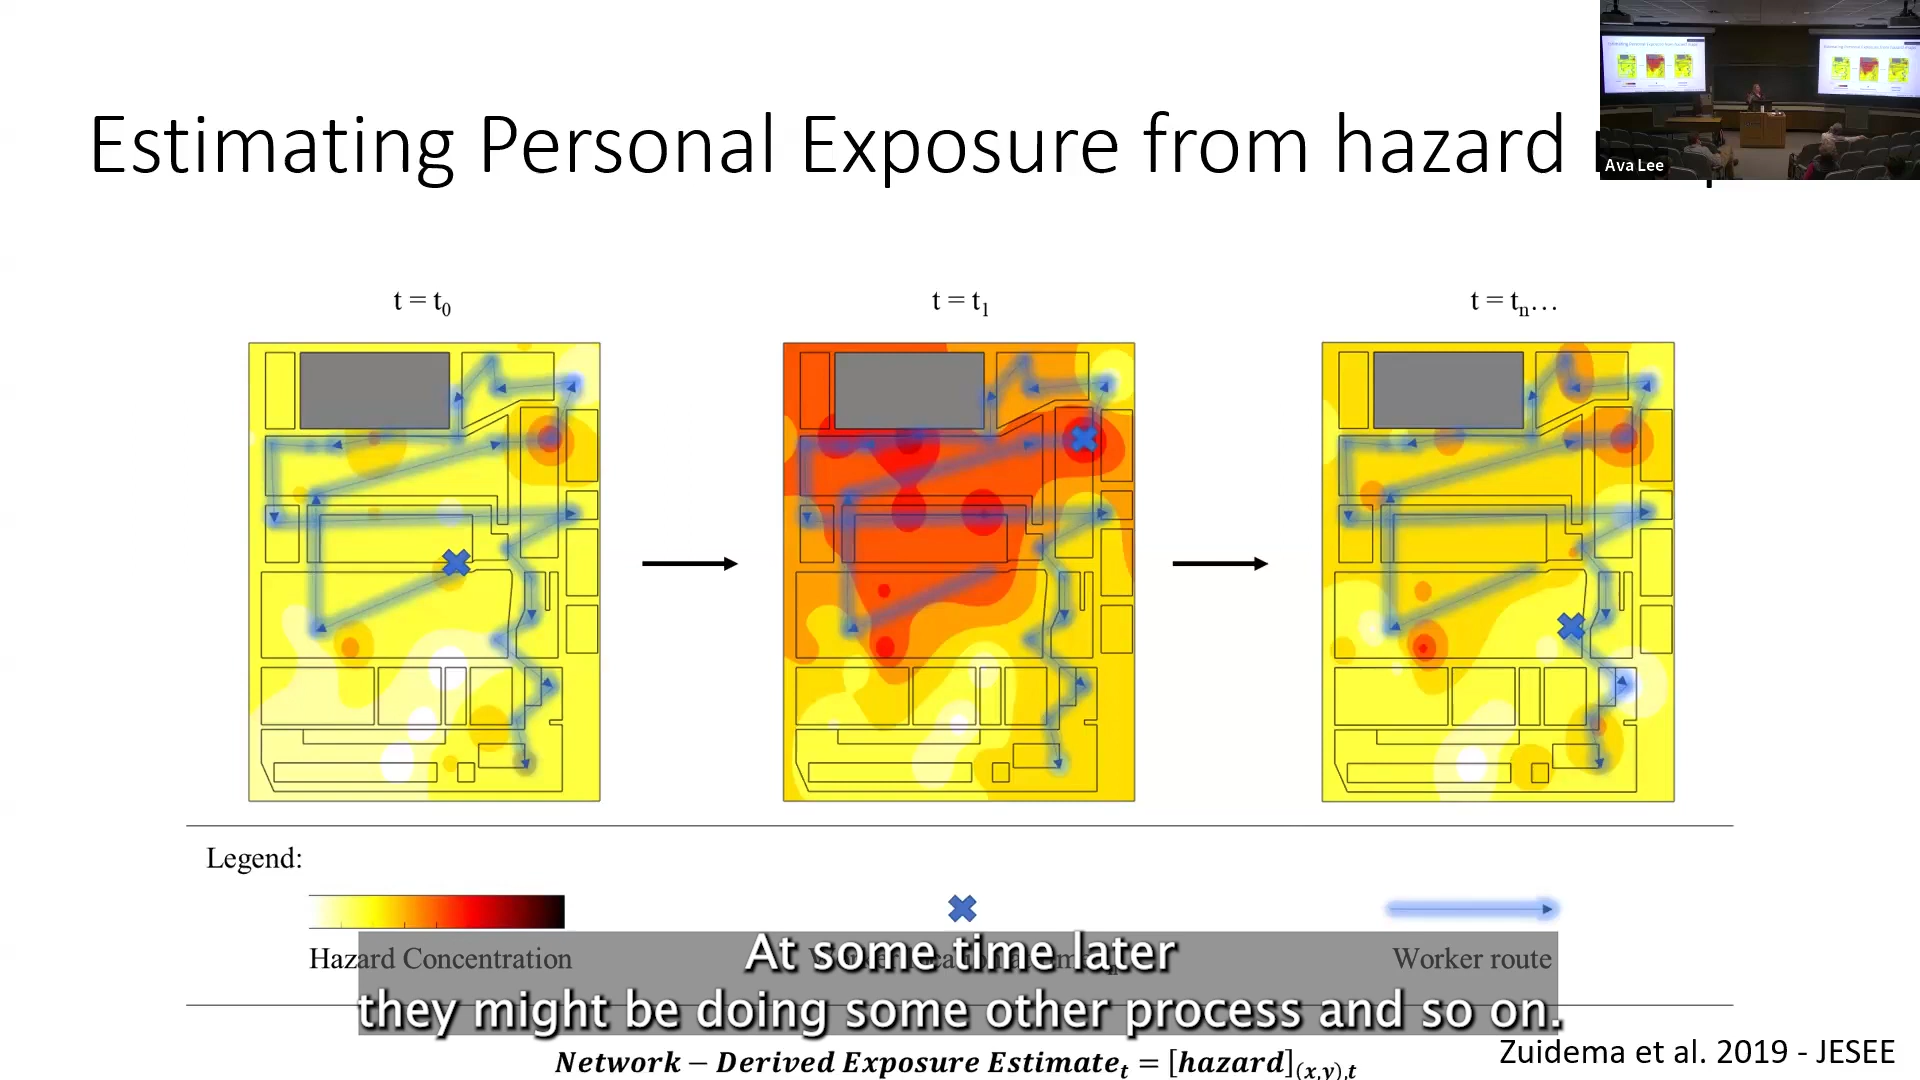 Estimating Personal Exposure from hazard
Ava Lee
t = t0
t = t1
t = tn…
Legend:
Hazard Concentration
Worker route
At some time later
they might be doing some other process and so on.
Network – Derived Exposure Estimatet = [hazard](x,y),t
Zuidema et al. 2019 - JESEE